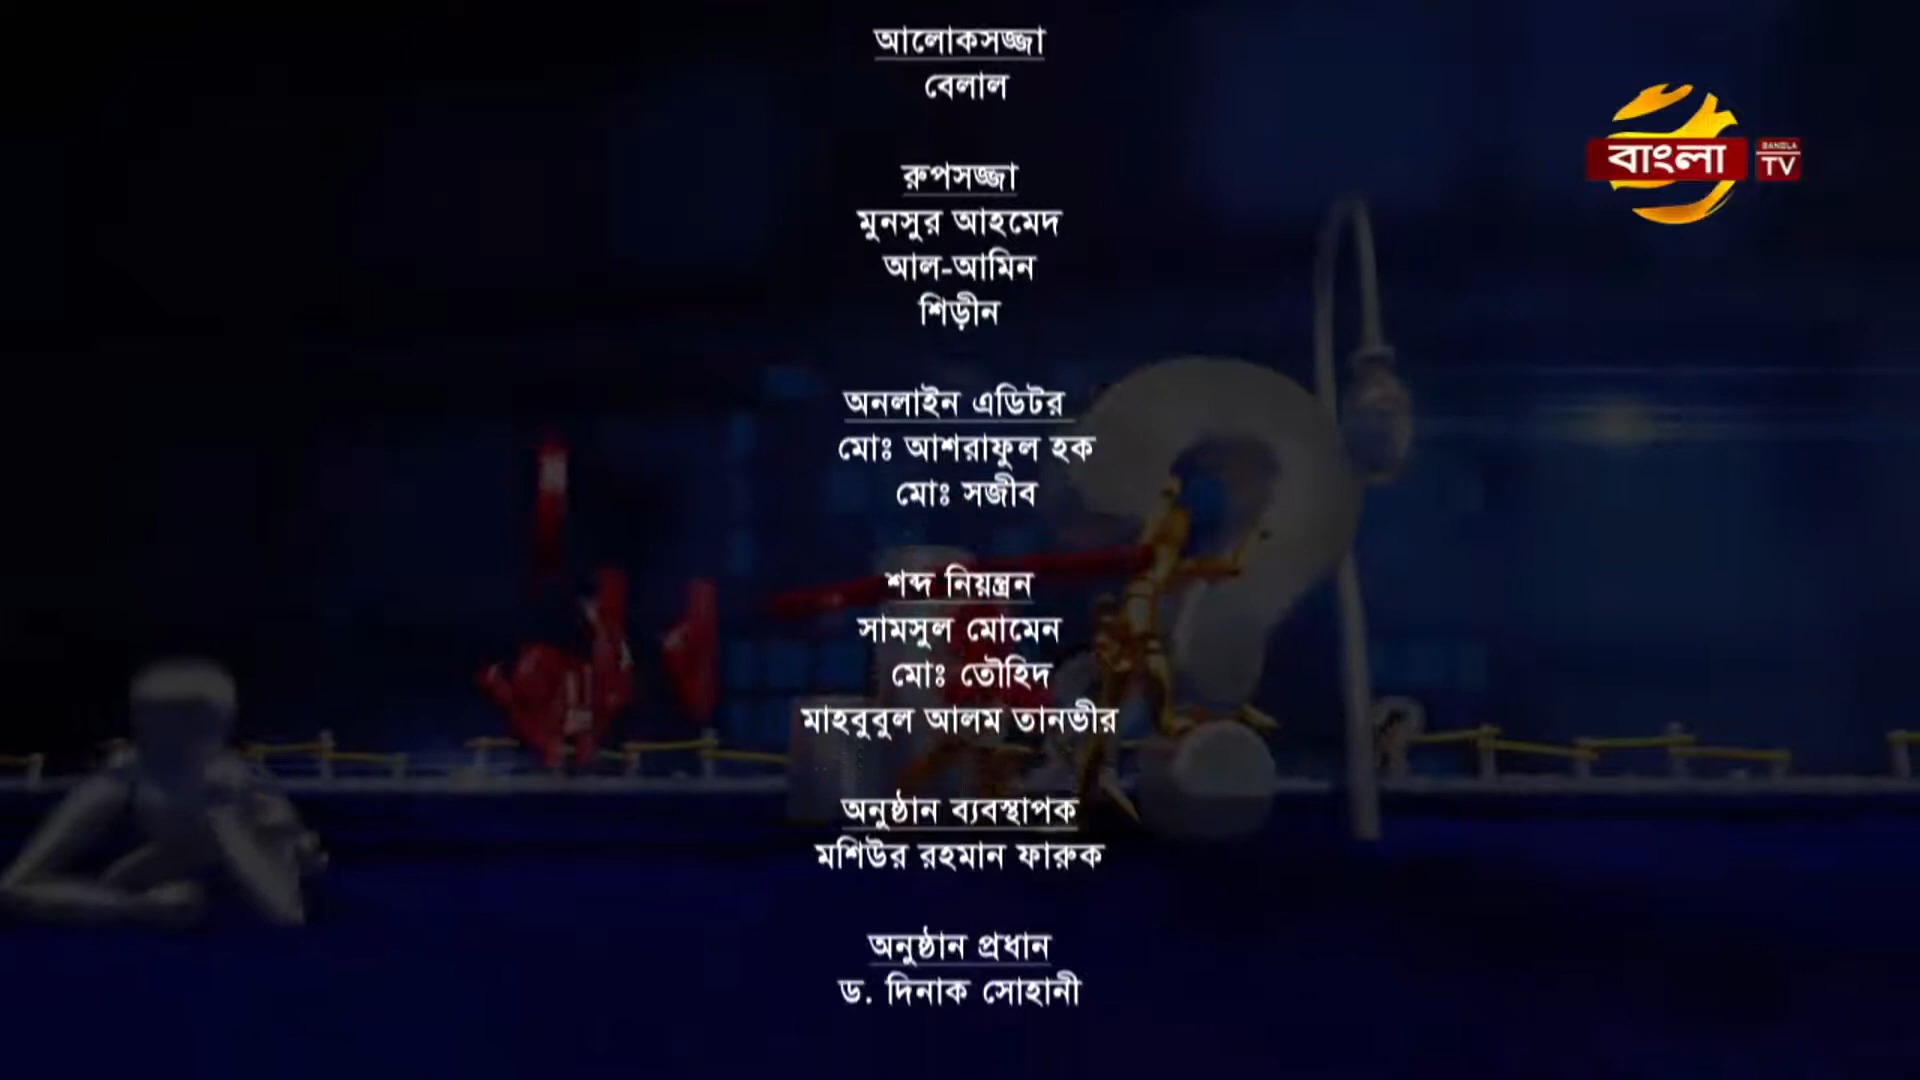 আলোকসজ্জা
বেলাল
রুপসজ্জা
মুনসুর আহমেদ
আল-আমিন
শিড়ীন
অনলাইন এডিটর
মোঃ আশরাফুল হক
মোঃ সজীব
শব্দ নিয়ন্ত্রন
সামসুল মোমেন
মোঃ তৌহিদ
মাহবুবুল আলম তানভীর
অনুষ্ঠান ব্যবস্থাপক
মশিউর রহমান ফারুক
অনুষ্ঠান প্রধান
ড. দিনাক সোহানী
বাংলা
BANGLA
TV